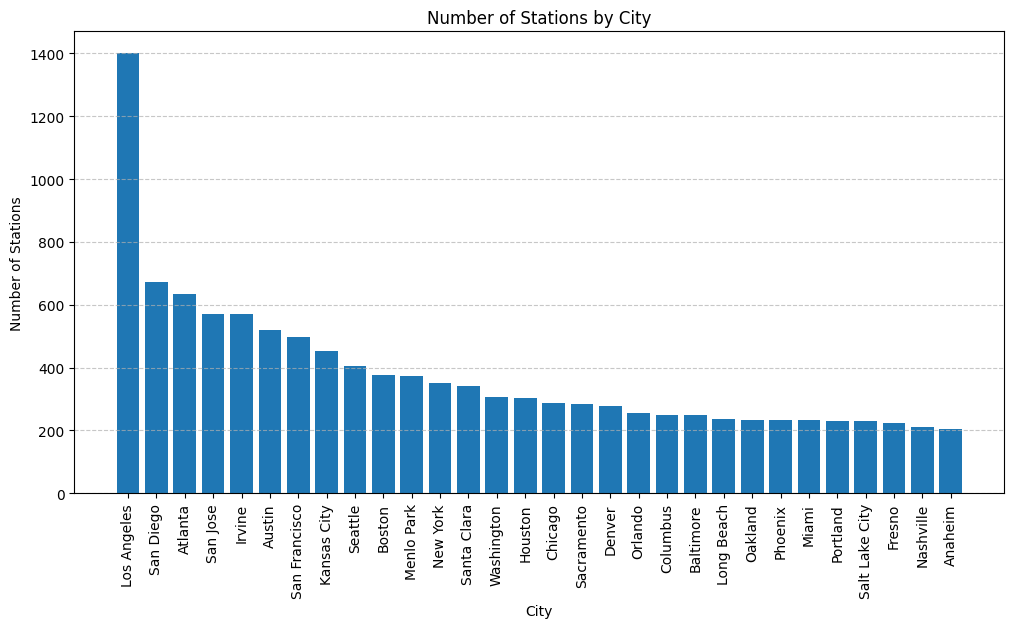 Number of Stations by City
Number of Stations
1400
1200
1000
800
600
400
200
0
Los Angeles
San Diego
Atlanta
San Jose
Irvine
Austin
San Francisco
Kansas City
Seattle
Boston
Menlo Park
New York
Santa Clara
Washington
Houston
Chicago
Sacramento
Denver
Orlando
Columbus
Baltimore
Long Beach
Oakland
Phoenix
Miami
Portland
Salt Lake City
Fresno
Nashville
Anaheim
City